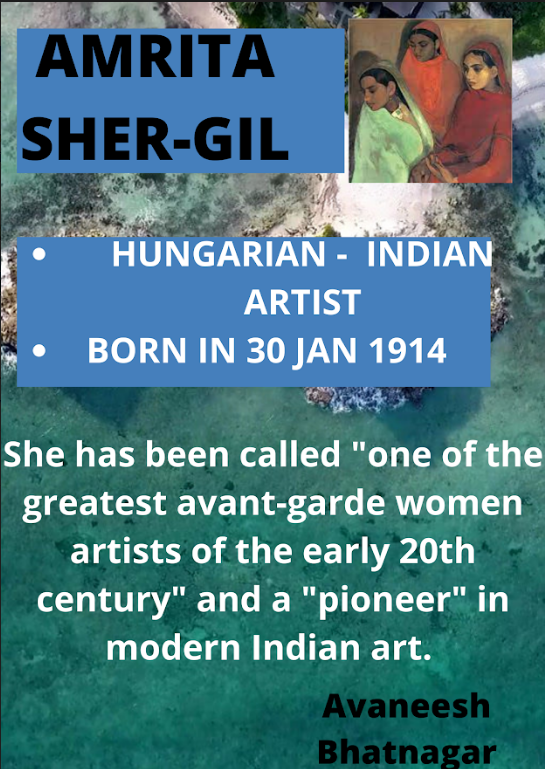 AMRITA
SHER-GIL
• HUNGARIAN - INDIAN
ARTIST
• BORN IN 30 JAN 1914
She has been called "one of the
greatest avant-garde women
artists of the early 20th
century" and a "pioneer" in
modern Indian art.
Avaneesh
Bhatnagar